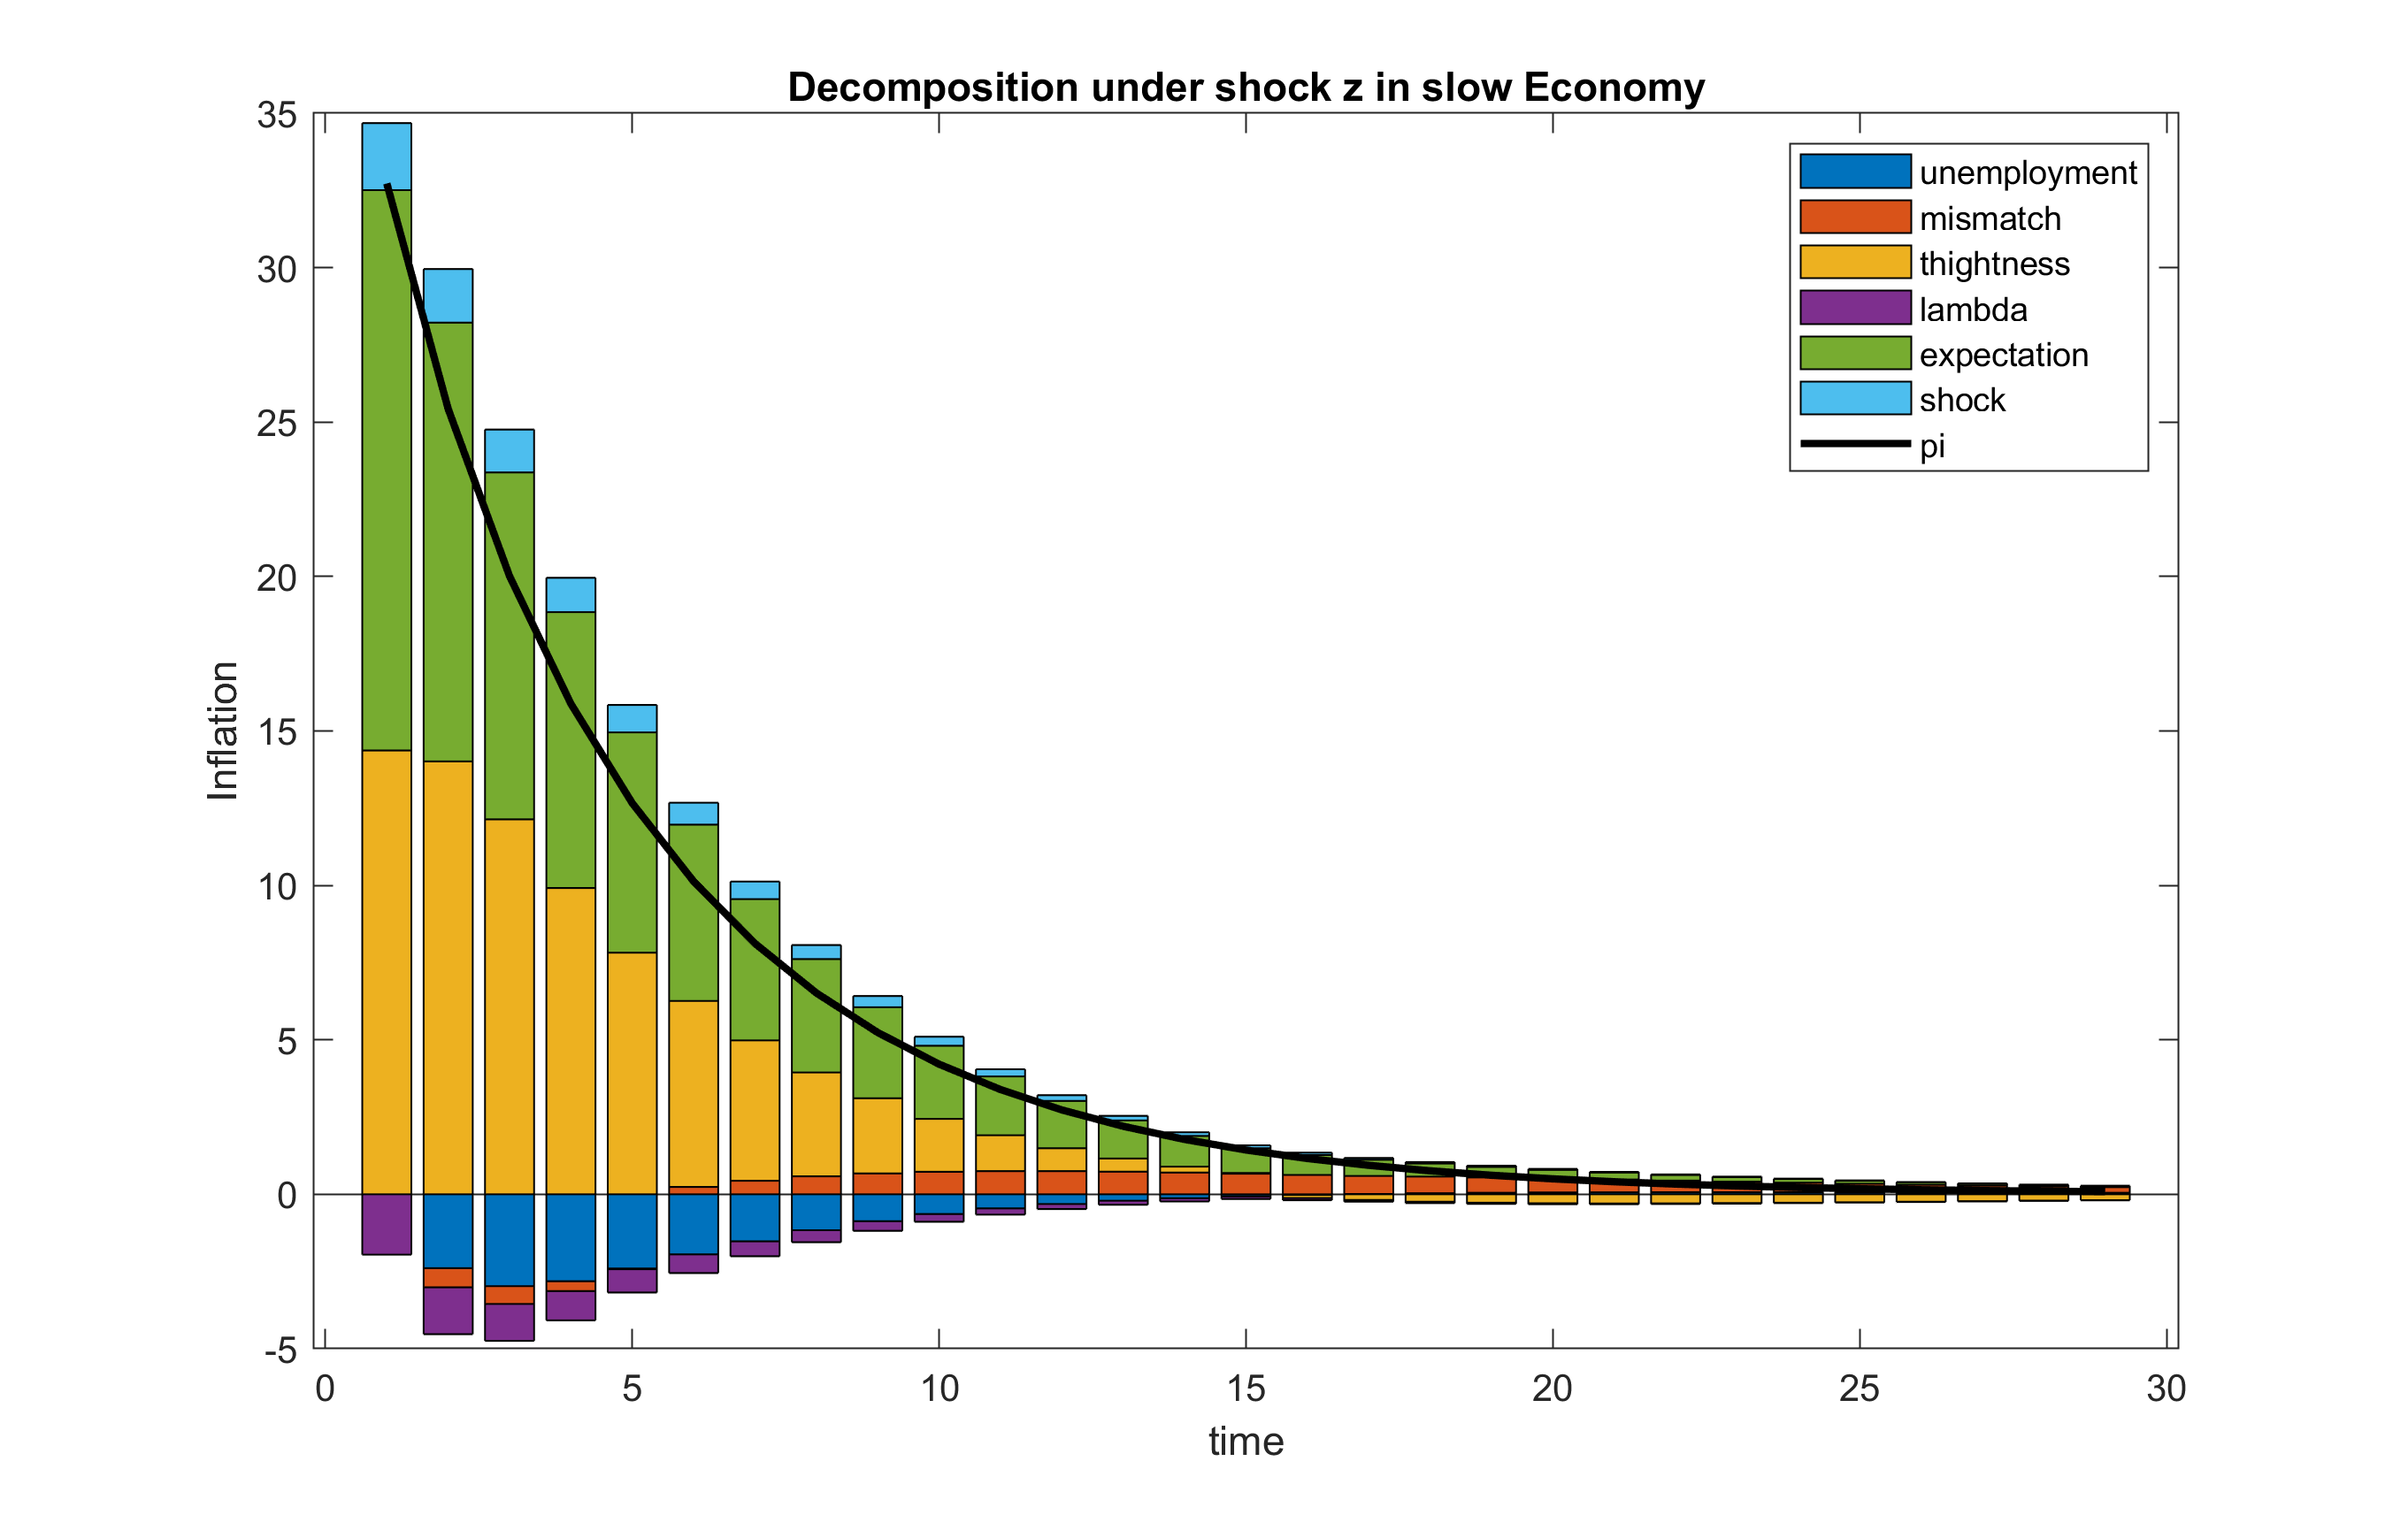 Decomposition under shock z in slow Economy
35
30
25
20
15
10
5
0
-5
Inflation
unemployment
mismatch
thightness
lambda
expectation
shock
pi
0
5
10
15
20
25
30
time